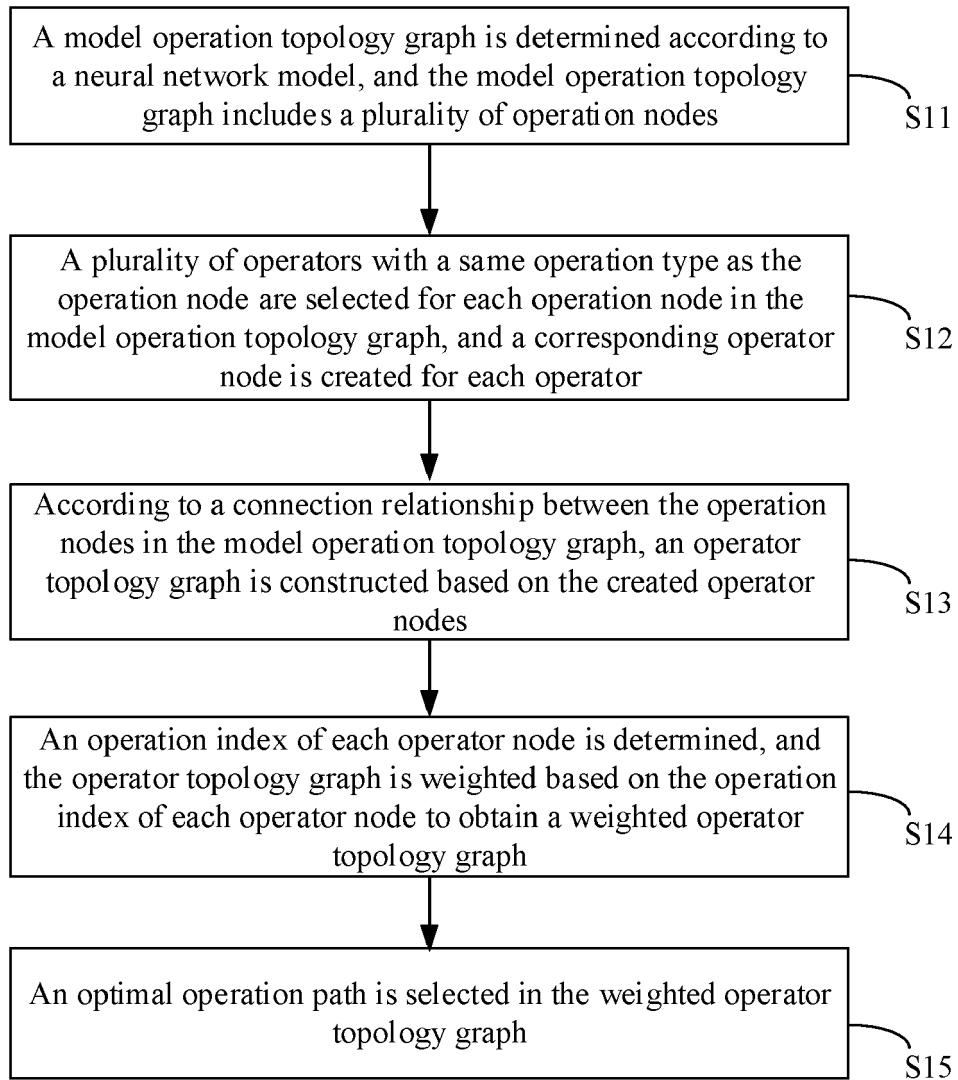 A model operation topology graph is determined according to
a neural network model, and the model operation topology
graph includes a plurality of operation nodes
S11
A plurality of operators with a same operation type as the
operation node are selected for each operation node in the
model operation topology graph, and a corresponding operator
node is created for each operator
S12
According to a connection relationship between the operation
nodes in the model operation topology graph, an operator
topology graph is constructed based on the created operator
nodes
S13
An operation index of each operator node is determined, and
the operator topology graph is weighted based on the operation
index of each operator node to obtain a weighted operator
topology graph
S14
An optimal operation path is selected in the weighted operator
topology graph
S15